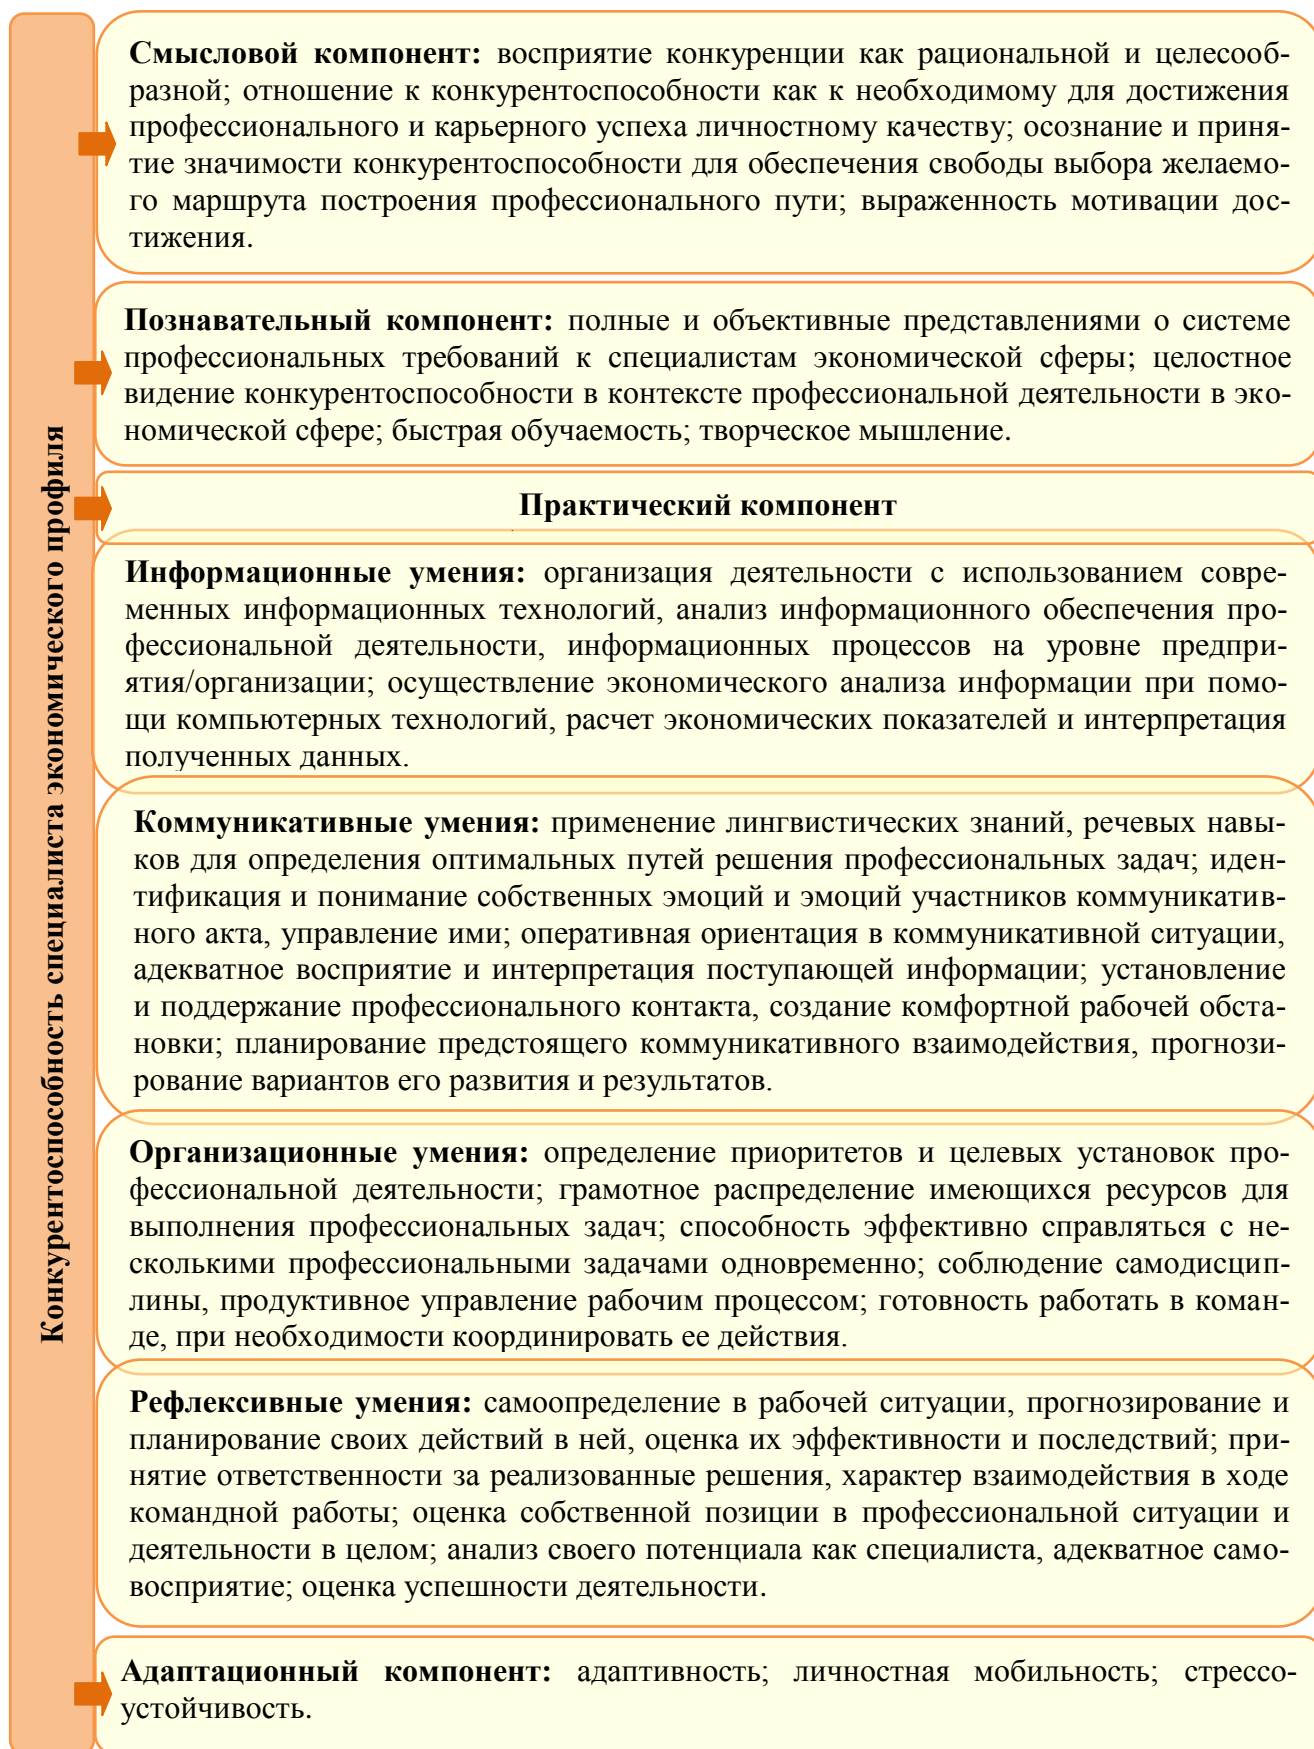 Конкурентоспособность специалиста экономического профиля
Смысловой компонент: восприятие конкуренции как рациональной и целесооб-
разной; отношение к конкурентоспособности как к необходимому для достижения
профессионального и карьерного успеха личностному качеству; осознание и приня-
тие значимости конкурентоспособности для обеспечения свободы выбора желаемо-
го маршрута построения профессионального пути; выраженность мотивации дос-
тижения.
Познавательный компонент: полные и объективные представлениями о системе
профессиональных требований к специалистам экономической сферы; целостное
видение конкурентоспособности в контексте профессиональной деятельности в эко-
номической сфере; быстрая обучаемость; творческое мышление.
Практический компонент
Информационные умения: организация деятельности с использованием совре-
менных информационных технологий, анализ информационного обеспечения про-
фессиональной деятельности, информационных процессов на уровне предпри-
ятия/организации; осуществление экономического анализа информации при помо-
щи компьютерных технологий, расчет экономических показателей и интерпретация
полученных данных.
Коммуникативные умения: применение лингвистических знаний, речевых навы-
ков для определения оптимальных путей решения профессиональных задач; иден-
тификация и понимание собственных эмоций и эмоций участников коммуникатив-
ного акта, управление ими; оперативная ориентация в коммуникативной ситуации,
адекватное восприятие и интерпретация поступающей информации; установление
и поддержание профессионального контакта, создание комфортной рабочей обста-
новки; планирование предстоящего коммуникативного взаимодействия, прогнози-
рование вариантов его развития и результатов.
Организационные умения: определение приоритетов и целевых установок про-
фессиональной деятельности; грамотное распределение имеющихся ресурсов для
выполнения профессиональных задач; способность эффективно справляться с не-
сколькими профессиональными задачами одновременно; соблюдение самодисцип-
лины, продуктивное управление рабочим процессом; готовность работать в коман-
де, при необходимости координировать ее действия.
Рефлексивные умения: самоопределение в рабочей ситуации, прогнозирование и
планирование своих действий в ней, оценка их эффективности и последствий; при-
нятие ответственности за реализованные решения, характер взаимодействия в ходе
командной работы; оценка собственной позиции в профессиональной ситуации и
деятельности в целом; анализ своего потенциала как специалиста, адекватное само-
восприятие; оценка успешности деятельности.
Адаптационный компонент: адаптивность; личностная мобильность; стрессо-
устойчивость.